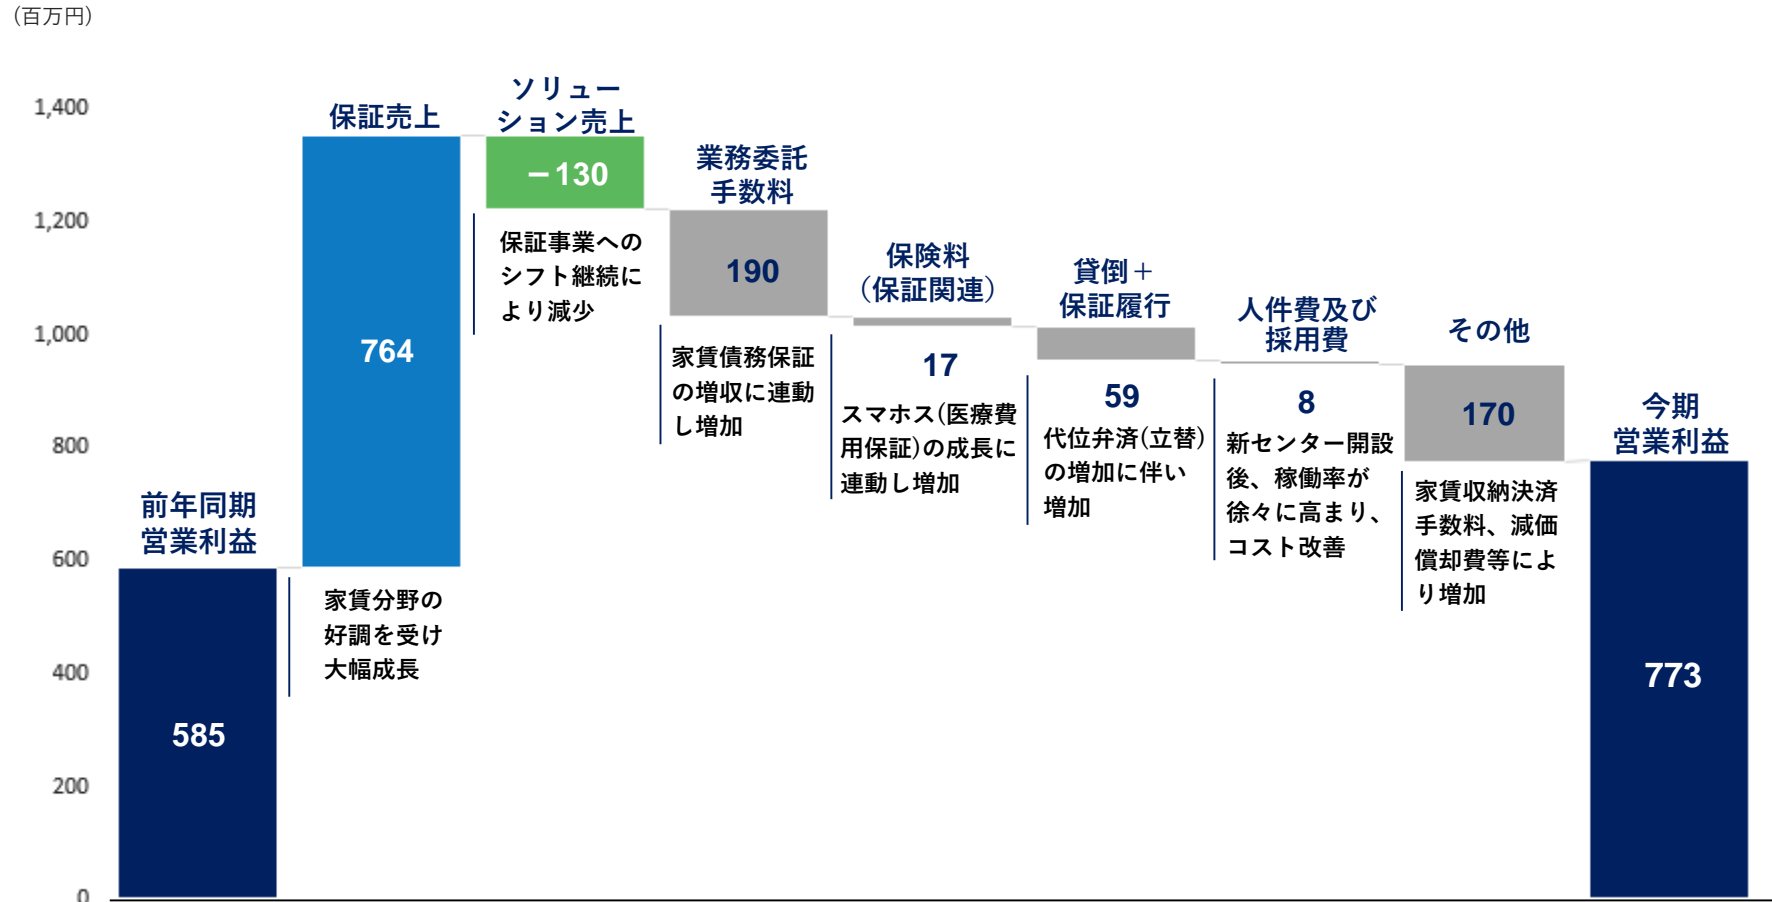 (百万円)
1,400
1,200
1,000
800
600
400
200
0
前年同期
営業利益
585
保証売上
764
家賃分野の
好調を受け
大幅成長
ソリュー
ション売上
－130
保証事業への
シフト継続に
より減少
業務委託
手数料
190
家賃債務保証
の増収に連動
し増加
保険料
（保証関連）
17
スマホス(医療費
用保証)の成長に
連動し増加
貸倒＋
保証履行
59
代位弁済(立替)
の増加に伴い
増加
人件費及び
採用費
8
新センター開設
後、稼働率が
徐々に高まり、
コスト改善
その他
170
家賃収納決済
手数料、減価
償却費等によ
り増加
今期
営業利益
773